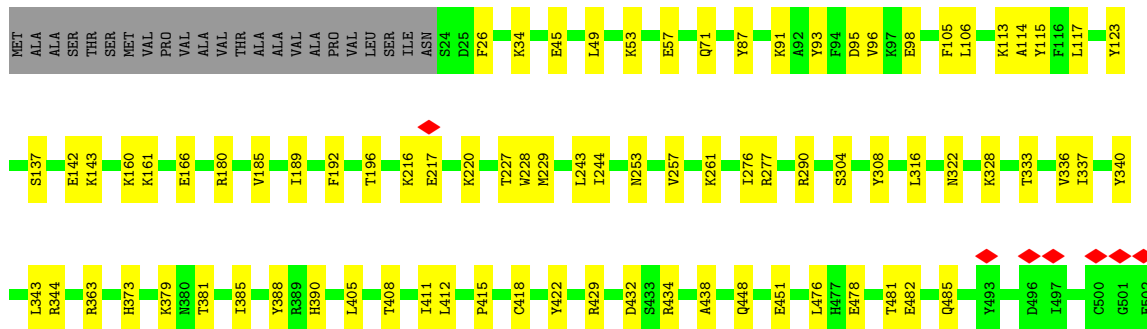 MET ALA ALA SER THR SER MET VAL PRO VAL ALA VAL THR ALA ALA VAL ALA PRO VAL LEU SER ILE ASN S24 D25 F26 K34 E45 L49 K53 E57 Q71 Y87 K91 A92 Y93 F94 D95 V96 K97 E98 F105 L106 K113 A114 Y115 F116 L117 Y123
S137 E142 K143 K160 K161 E166 R180 V185 I189 F192 T196 K216 E217 K220 T227 W228 M229 L243 I244 N253 V257 K261 I276 R277 R290 S304 Y308 L316 N322 K328 T333 V336 I337 Y340
L343 R344 R363 H373 K379 N380 T381 I385 Y388 R389 H390 L405 T408 I411 L412 P415 C418 Y422 R429 D432 S433 R434 A438 Q448 E451 L476 H477 E478 T481 E482 Q485 Y493 D496 I497 C500 G501